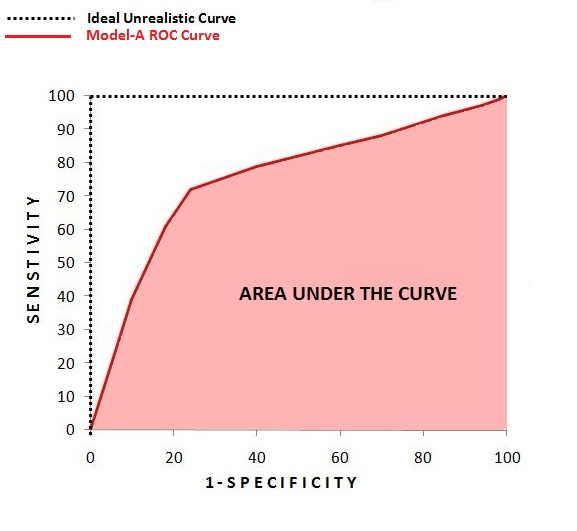 Ideal Unrealistic Curve
Model-A ROC Curve
100
90
80
70
60
50
40
30
20
10
0
SENSTIVITY
AREA UNDER THE CURVE
0 20 40 60 80 100
1-SPECIFICITY